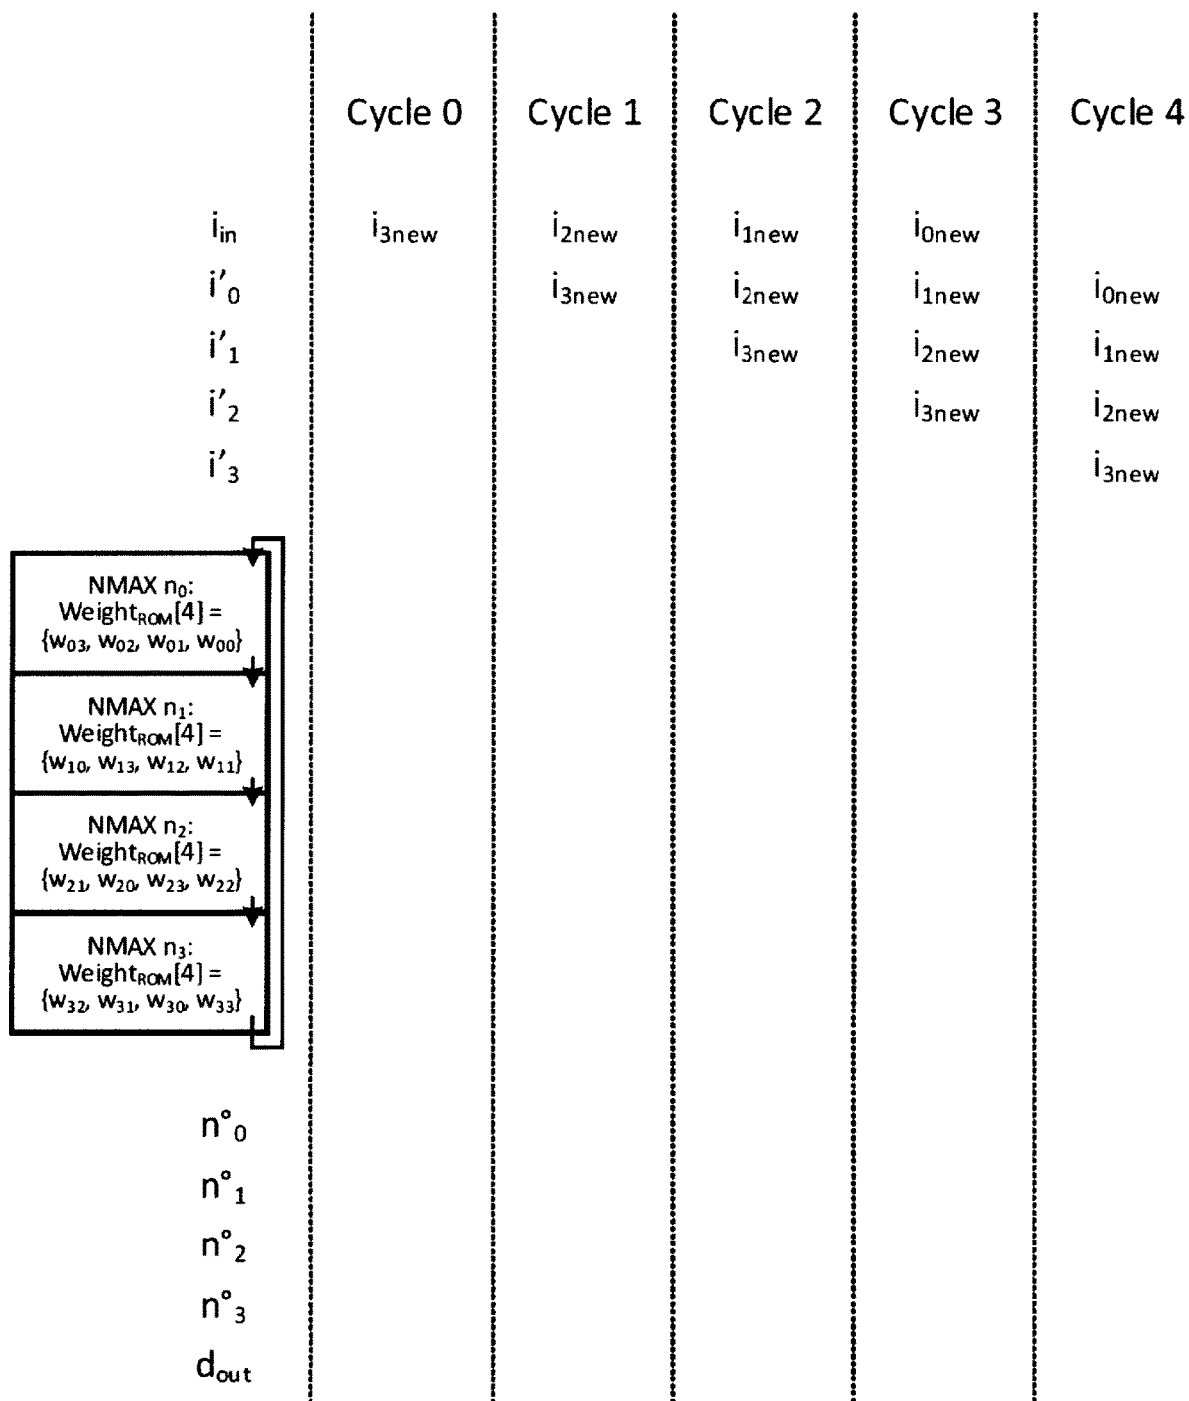 Cycle 0 Cycle 1 Cycle 2 Cycle 3 Cycle 4
i_in i_3new i_2new i_1new i_0new
i'_0 i_3new i_2new i_1new i_0new
i'_1 i_3new i_2new i_1new
i'_2 i_3new i_2new
i'_3 i_3new
NMAX n_0:
Weight_ROM[4] =
{w_03, w_02, w_01, w_00}
NMAX n_1:
Weight_ROM[4] =
{w_10, w_13, w_12, w_11}
NMAX n_2:
Weight_ROM[4] =
{w_21, w_20, w_23, w_22}
NMAX n_3:
Weight_ROM[4] =
{w_32, w_31, w_30, w_33}
n°_0
n°_1
n°_2
n°_3
d_out